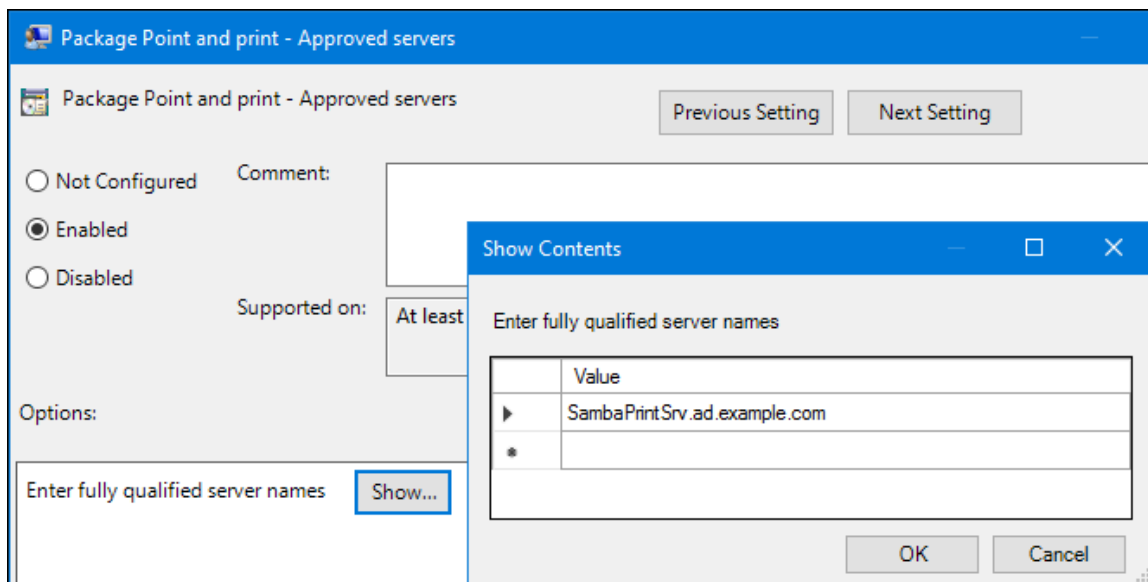 Package Point and print - Approved servers
Package Point and print - Approved servers
Previous Setting
Next Setting
Not Configured
Comment:
Enabled
Disabled
Supported on:
At least
Options:
Enter fully qualified server names
Show...
Show Contents
Enter fully qualified server names
Value
SambaPrintSrv.ad.example.com
OK
Cancel